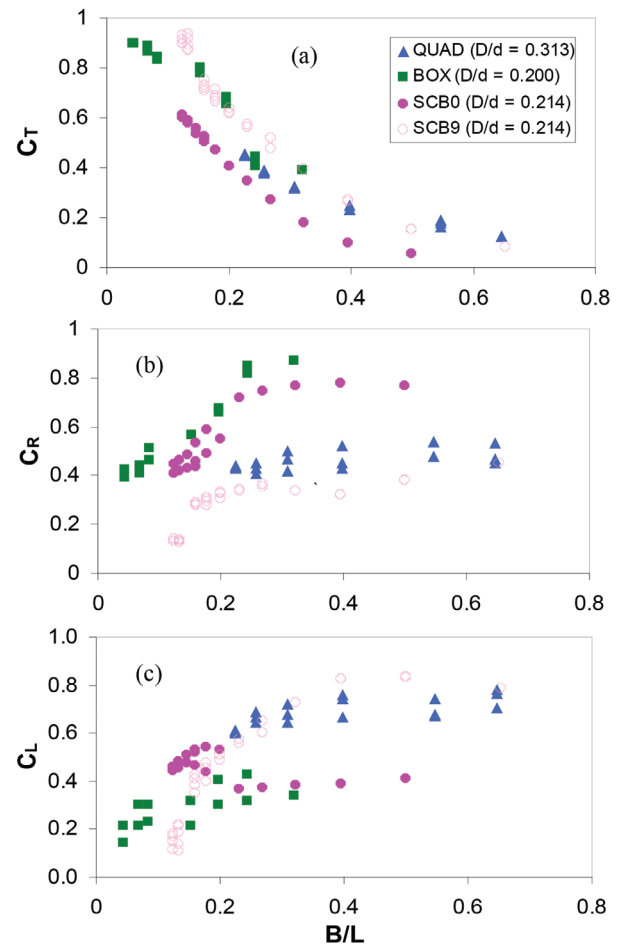 1
0.8
0.6
0.4
0.2
0
C_T
(a)
QUAD (D/d = 0.313)
BOX (D/d = 0.200)
SCB0 (D/d = 0.214)
SCB9 (D/d = 0.214)
0 0.2 0.4 0.6 0.8
1
0.8
0.6
0.4
0.2
0
C_R
(b)
0 0.2 0.4 0.6 0.8
1.0
0.8
0.6
0.4
0.2
0.0
C_L
(c)
0 0.2 0.4 0.6 0.8
B/L